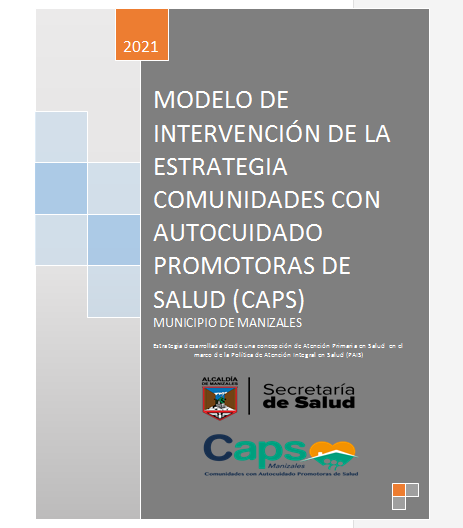 2021
MODELO DE
INTERVENCIÓN DE LA
ESTRATEGIA
COMUNIDADES CON
AUTOCUIDADO
PROMOTORAS DE
SALUD (CAPS)
MUNICIPIO DE MANIZALES
Estrategia desarrollada desde una concepción de Atención Primaria en Salud en el
marco de la Política de Atención Integral en Salud (PAIS)
ALCALDÍA
DE MANIZALES
Secretaría
de Salud
Caps
Manizales
Comunidades con Autocuidado Promotoras de Salud